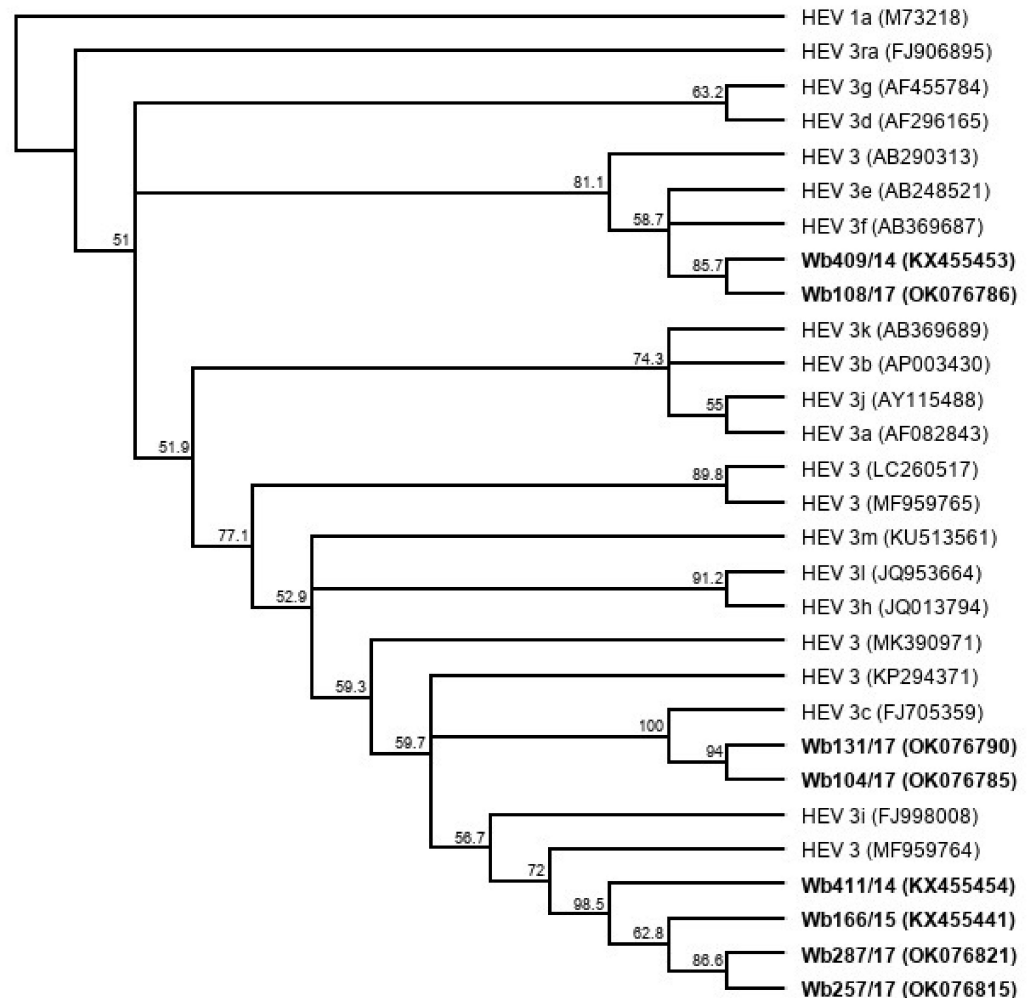 HEV 1a (M73218)
HEV 3ra (FJ906895)
63.2
HEV 3g (AF455784)
HEV 3d (AF296165)
HEV 3 (AB290313)
81.1
HEV 3e (AB248521)
58.7
HEV 3f (AB369687)
51
85.7
Wb409/14 (KX455453)
Wb108/17 (OK076786)
HEV 3k (AB369689)
74.3
HEV 3b (AP003430)
55
HEV 3j (AY115488)
HEV 3a (AF082843)
51.9
89.8
HEV 3 (LC260517)
HEV 3 (MF959765)
77.1
HEV 3m (KU513561)
91.2
HEV 3l (JQ953664)
52.9
HEV 3h (JQ013794)
HEV 3 (MK390971)
59.3
HEV 3 (KP294371)
HEV 3c (FJ705359)
100
59.7
94
Wb131/17 (OK076790)
Wb104/17 (OK076785)
HEV 3i (FJ998008)
56.7
HEV 3 (MF959764)
72
Wb411/14 (KX455454)
98.5
Wb166/15 (KX455441)
62.8
86.6
Wb287/17 (OK076821)
Wb257/17 (OK076815)